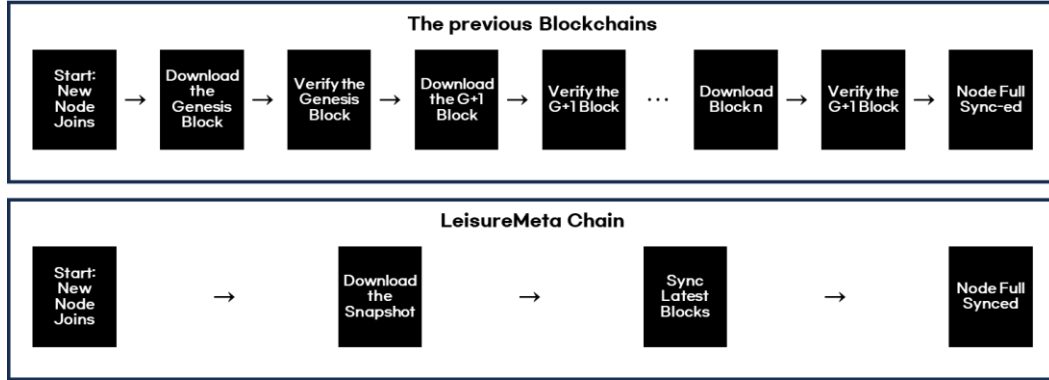 The previous Blockchains
Start:
New
Node
Joins
→
Download
the
Genesis
Block
→
Verify the
Genesis
Block
→
Download
the G+1
Block
→
Verify the
G+1 Block
...
Download
Block n
→
Verify the
G+1 Block
→
Node Full
Sync-ed
LeisureMeta Chain
Start:
New
Node
Joins
→
Download
the
Snapshot
→
Sync
Latest
Blocks
→
Node Full
Synced